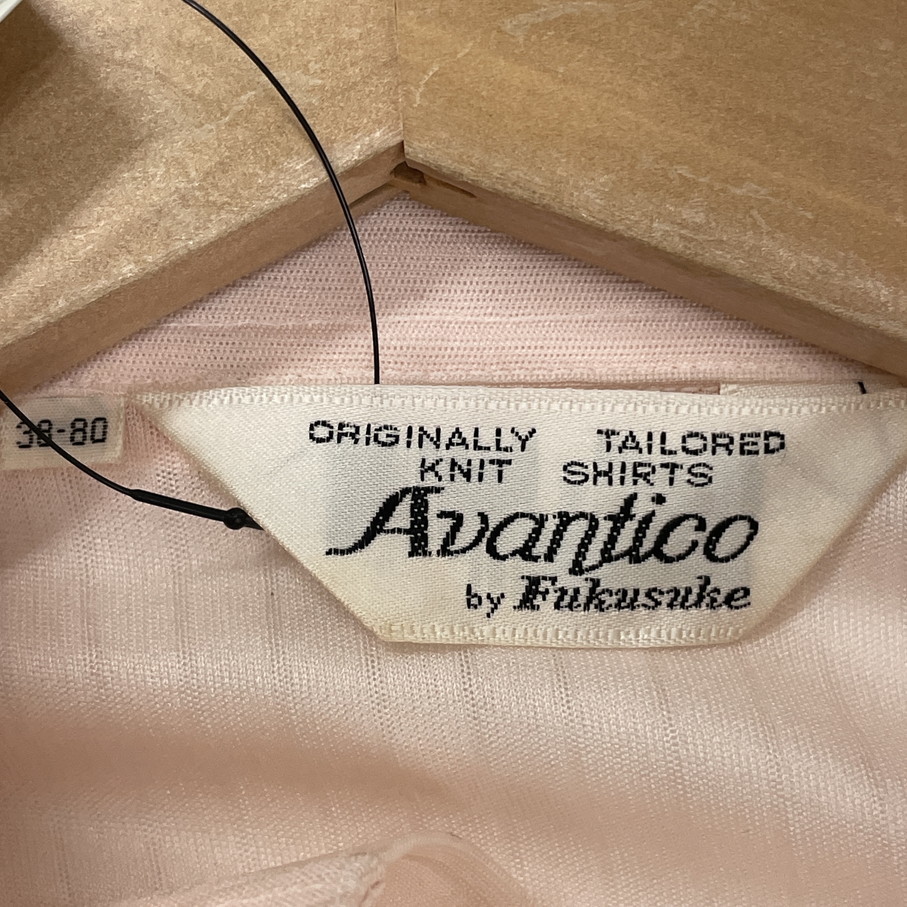 38-80
ORIGINALLY TAILORED
KNIT SHIRTS
Avantico
by Fukusuke